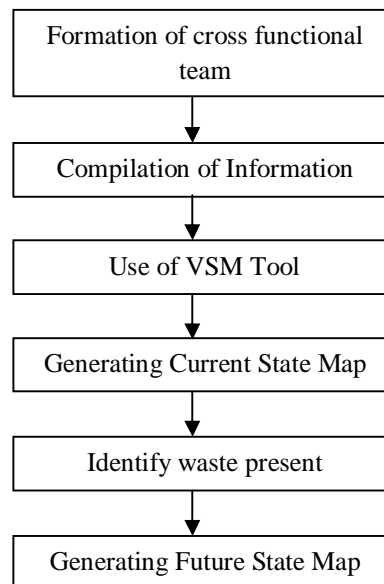 Formation of cross functional
team
Compilation of Information
Use of VSM Tool
Generating Current State Map
Identify waste present
Generating Future State Map